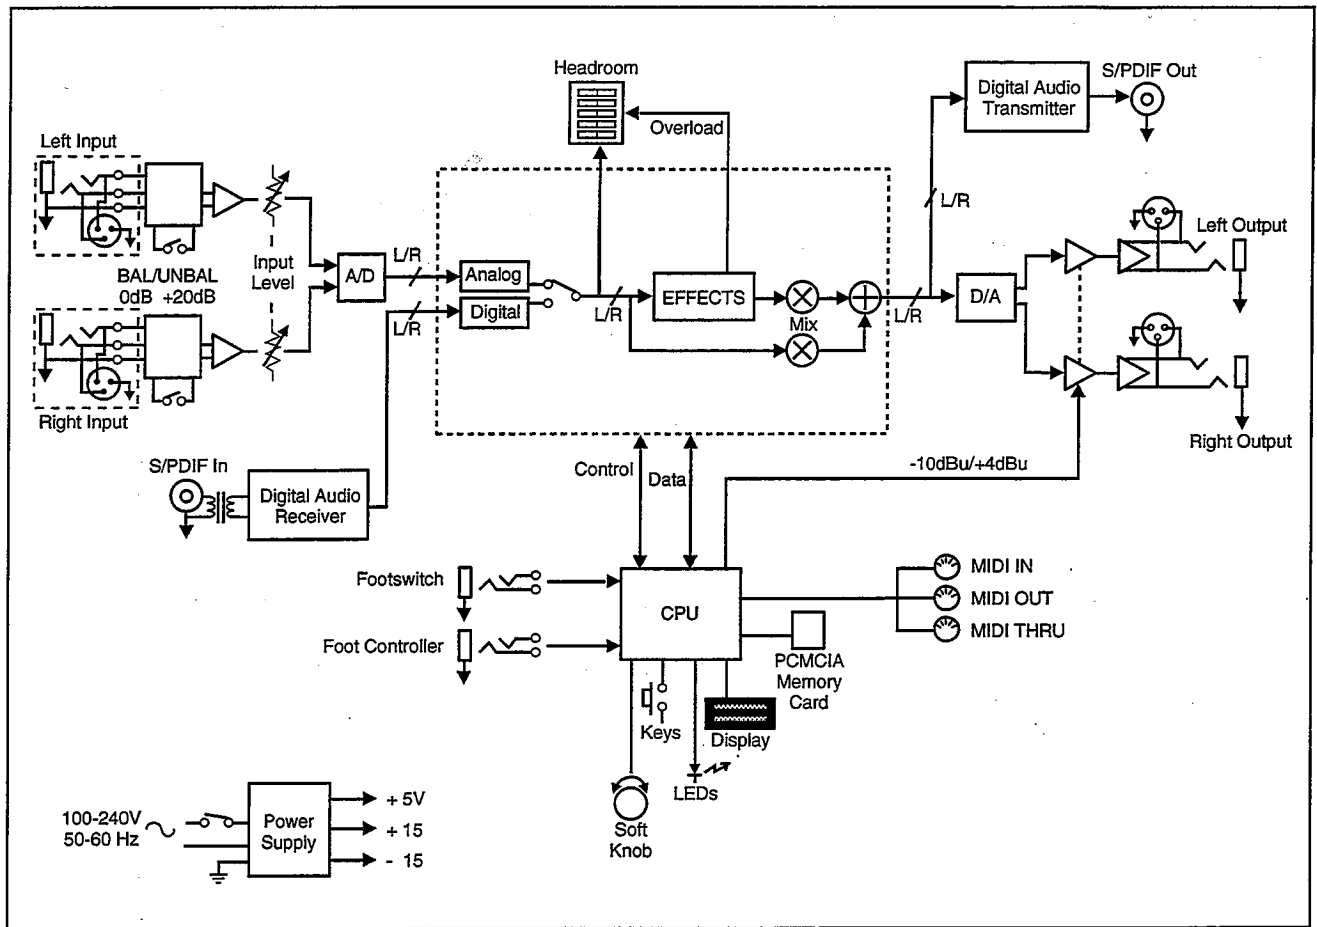 Headroom
S/PDIF Out
Digital Audio
Transmitter
Overload
Left Input
L/R
Left Output
BAL/UNBAL
0dB +20dB
Input
Level
A/D
L/R
Analog
Digital
L/R
L/R
EFFECTS
Mix
L/R
D/A
Right Input
Right Output
S/PDIF In
Digital Audio
Receiver
Control
Data
-10dBu/+4dBu
Footswitch
Foot Controller
CPU
MIDI IN
MIDI OUT
MIDI THRU
PCMCIA
Memory
Card
Keys
Display
LEDs
Soft
Knob
100-240V
50-60 Hz
Power
Supply
+ 5V
+ 15
- 15